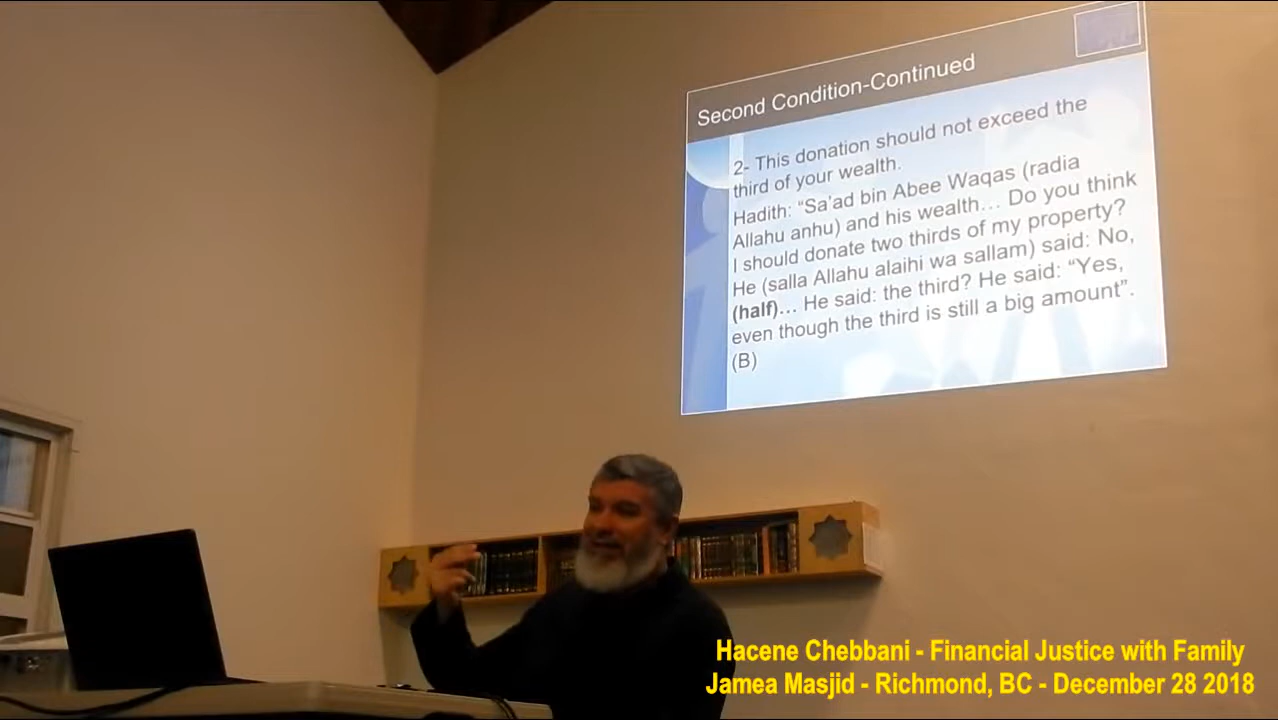 Second Condition-Continued
2- This donation should not exceed the
third of your wealth.
Hadith: “Sa’ad bin Abee Waqas (radia
Allahu anhu) and his wealth… Do you think
I should donate two thirds of my property?
He (salla Allahu alaihi wa sallam) said: No,
(half)… He said: the third? He said: “Yes,
even though the third is still a big amount”.
(B)
Hacene Chebbani - Financial Justice with Family
Jamea Masjid - Richmond, BC - December 28 2018